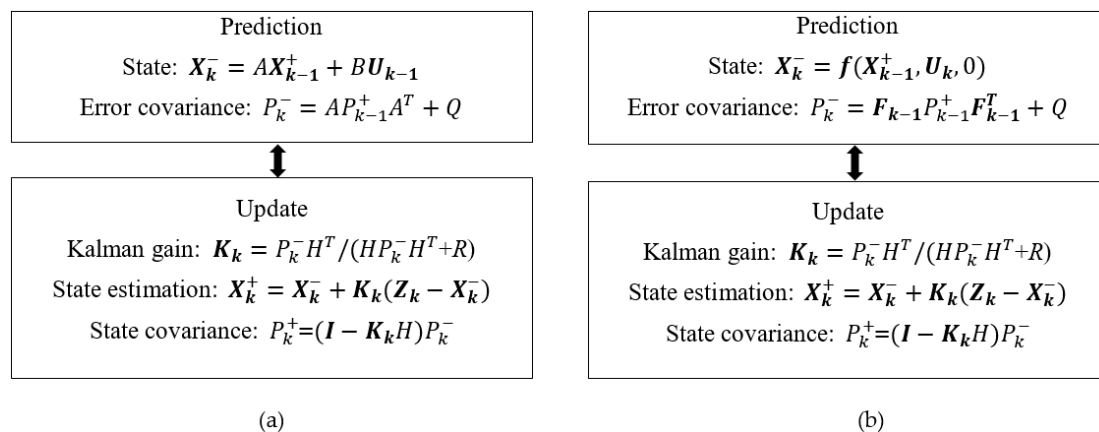 Prediction
State: X_k^- = AX_{k-1}^+ + BU_{k-1}
Error covariance: P_k^- = AP_{k-1}^+A^T + Q
Update
Kalman gain: K_k = P_k^-H^T/(HP_k^-H^T+R)
State estimation: X_k^+ = X_k^- + K_k(Z_k − X_k^-)
State covariance: P_k^+=(I − K_kH)P_k^-
(a)
Prediction
State: X_k^- = f(X_{k-1}^+, U_k, 0)
Error covariance: P_k^- = F_{k-1}P_{k-1}^+F_{k-1}^T + Q
Update
Kalman gain: K_k = P_k^-H^T/(HP_k^-H^T+R)
State estimation: X_k^+ = X_k^- + K_k(Z_k − X_k^-)
State covariance: P_k^+=(I − K_kH)P_k^-
(b)